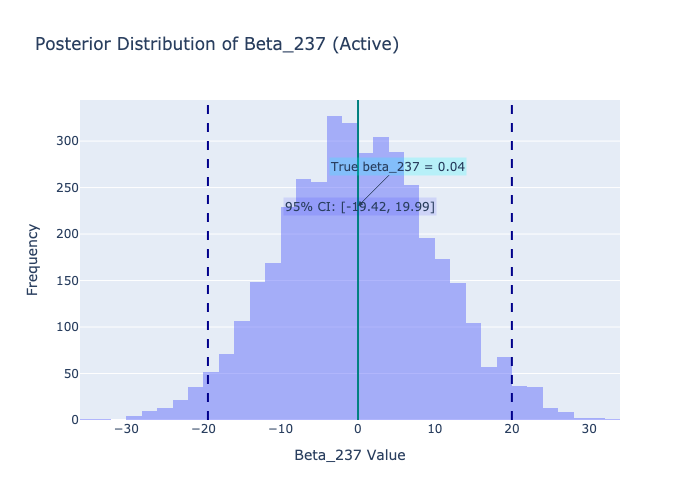 Posterior Distribution of Beta_237 (Active)
300
250
200
150
100
50
0
True beta_237 = 0.04
95% CI: [-19.42, 19.99]
−30
−20
−10
0
10
20
30
Frequency
Beta_237 Value